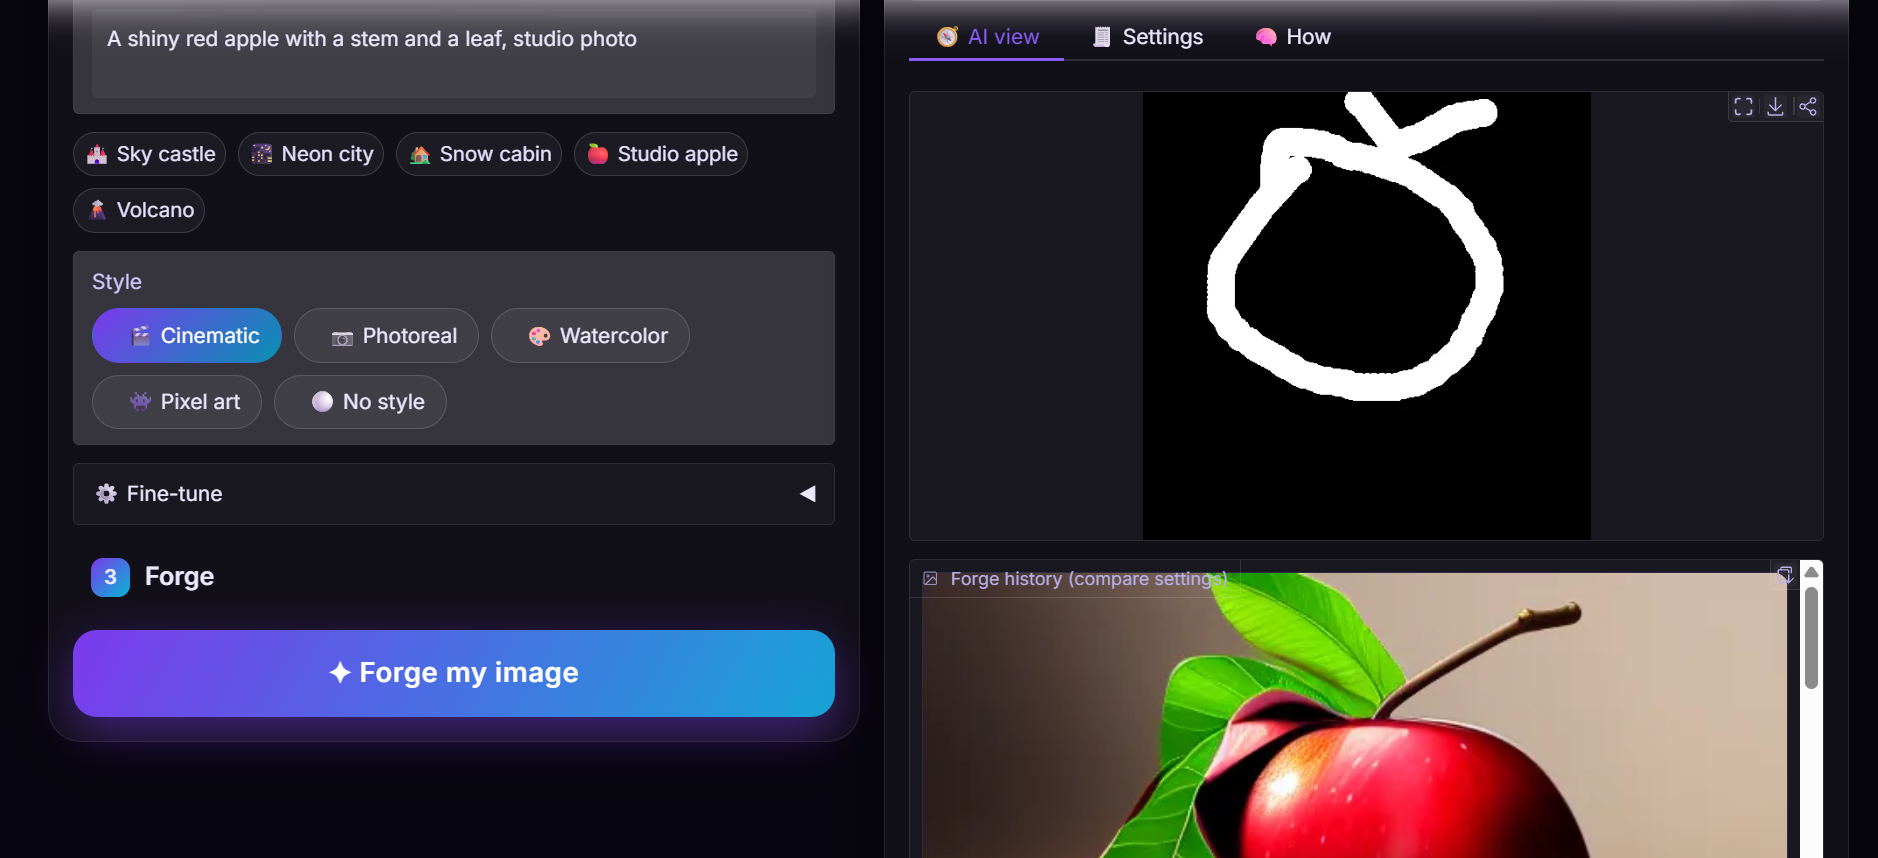 A shiny red apple with a stem and a leaf, studio photo
Sky castle
Neon city
Snow cabin
Studio apple
Volcano
Style
Cinematic
Photoreal
Watercolor
Pixel art
No style
Fine-tune
3 Forge
Forge my image
AI view
Settings
How
Forge history (compare settings)